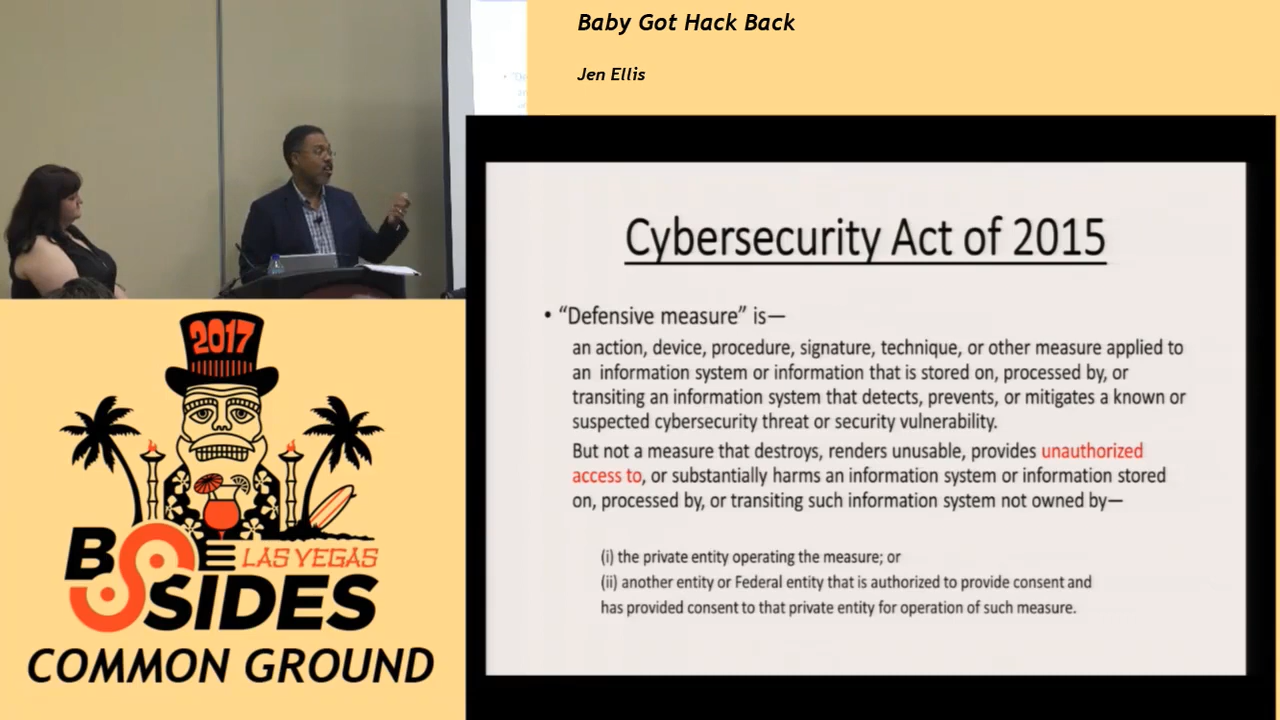 Baby Got Hack Back
Jen Ellis
Cybersecurity Act of 2015
• “Defensive measure” is—
an action, device, procedure, signature, technique, or other measure applied to
an information system or information that is stored on, processed by, or
transiting an information system that detects, prevents, or mitigates a known or
suspected cybersecurity threat or security vulnerability.
But not a measure that destroys, renders unusable, provides unauthorized
access to, or substantially harms an information system or information stored
on, processed by, or transiting such information system not owned by—
(i) the private entity operating the measure; or
(ii) another entity or Federal entity that is authorized to provide consent and
has provided consent to that private entity for operation of such measure.
2017
BSIDES
LAS VEGAS
COMMON GROUND